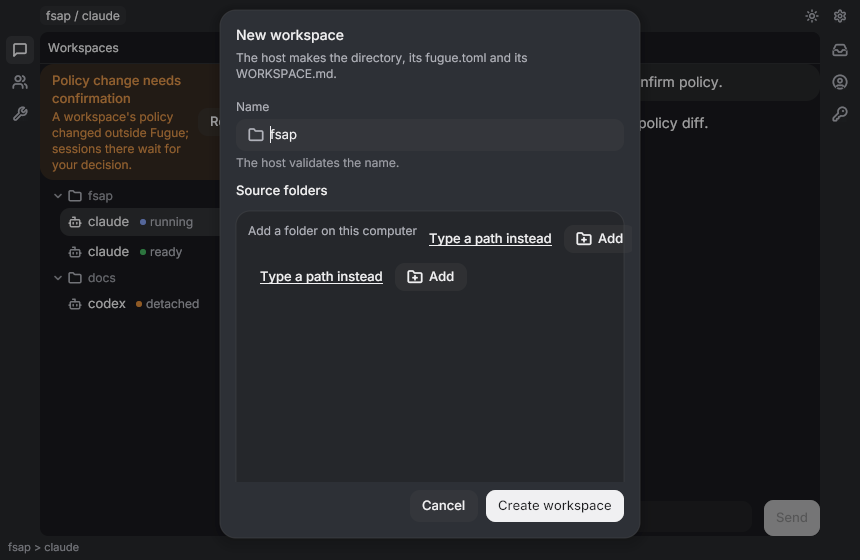 fsap / claude
Workspaces
Policy change needs
confirmation
A workspace's policy
changed outside Fugue;
sessions there wait for
your decision.
fsap
claude running
claude ready
docs
codex detached
New workspace
The host makes the directory, its fugue.toml and its
WORKSPACE.md.
Name
fsap
The host validates the name.
Source folders
Add a folder on this computer
Type a path instead
Add
Type a path instead
Add
Cancel
Create workspace
policy.
policy diff.
Send
fsap > claude